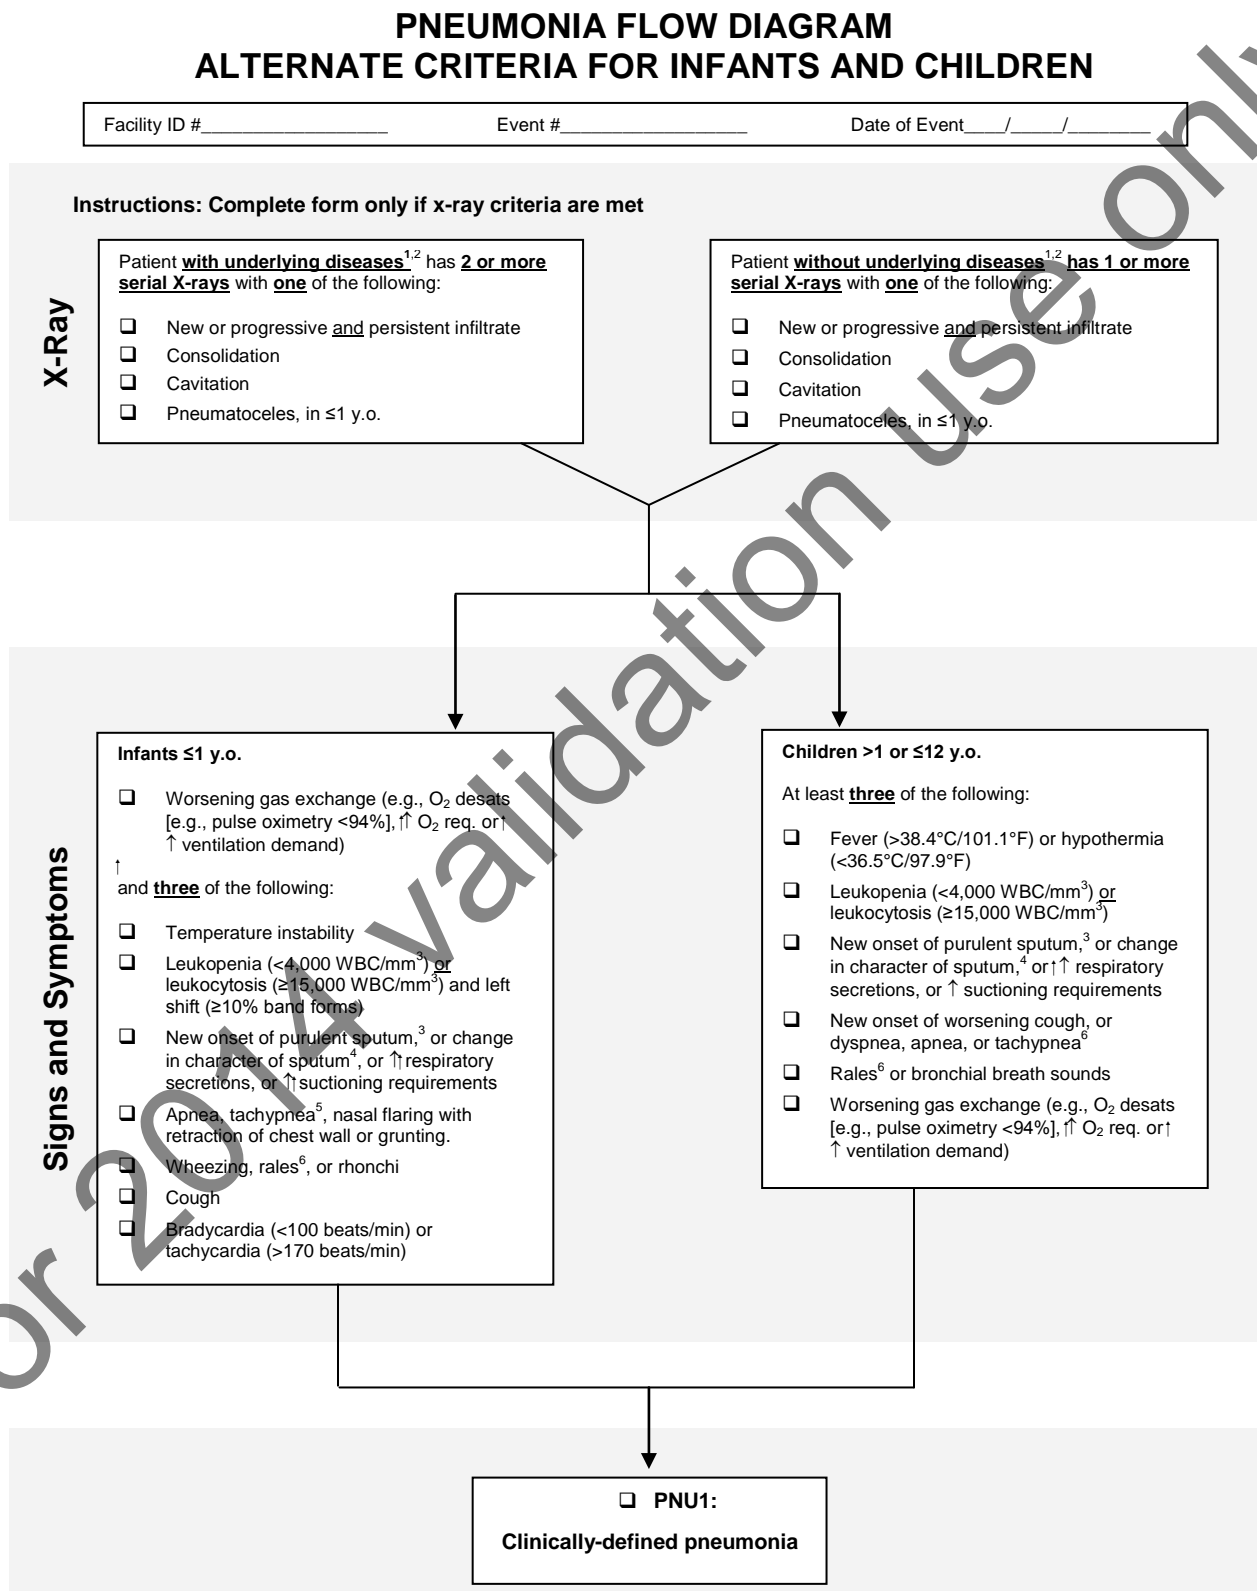 PNEUMONIA FLOW DIAGRAM
ALTERNATE CRITERIA FOR INFANTS AND CHILDREN
Facility ID #__________________ Event #__________________ Date of Event____/_____/________
Instructions: Complete form only if x-ray criteria are met
X-Ray
Patient with underlying diseases1,2 has 2 or more
serial X-rays with one of the following:
❑ New or progressive and persistent infiltrate
❑ Consolidation
❑ Cavitation
❑ Pneumatoceles, in ≤1 y.o.
Patient without underlying diseases1,2 has 1 or more
serial X-rays with one of the following:
❑ New or progressive and persistent infiltrate
❑ Consolidation
❑ Cavitation
❑ Pneumatoceles, in ≤1 y.o.
Signs and Symptoms
Infants ≤1 y.o.
❑ Worsening gas exchange (e.g., O2 desats
[e.g., pulse oximetry <94%], ↑↑ O2 req. or↑
↑ ventilation demand)
↑
and three of the following:
❑ Temperature instability
❑ Leukopenia (<4,000 WBC/mm3) or
leukocytosis (≥15,000 WBC/mm3) and left
shift (≥10% band forms)
❑ New onset of purulent sputum,3 or change
in character of sputum4, or ↑↑ respiratory
secretions, or ↑↑ suctioning requirements
❑ Apnea, tachypnea5, nasal flaring with
retraction of chest wall or grunting.
❑ Wheezing, rales6, or rhonchi
❑ Cough
❑ Bradycardia (<100 beats/min) or
tachycardia (>170 beats/min)
Children >1 or ≤12 y.o.
At least three of the following:
❑ Fever (>38.4°C/101.1°F) or hypothermia
(<36.5°C/97.9°F)
❑ Leukopenia (<4,000 WBC/mm3) or
leukocytosis (≥15,000 WBC/mm3)
❑ New onset of purulent sputum,3 or change
in character of sputum,4 or↑↑ respiratory
secretions, or ↑ suctioning requirements
❑ New onset of worsening cough, or
dyspnea, apnea, or tachypnea6
❑ Rales6 or bronchial breath sounds
❑ Worsening gas exchange (e.g., O2 desats
[e.g., pulse oximetry <94%], ↑↑ O2 req. or↑
↑ ventilation demand)
❑ PNU1:
Clinically-defined pneumonia
or 2014 validation use only